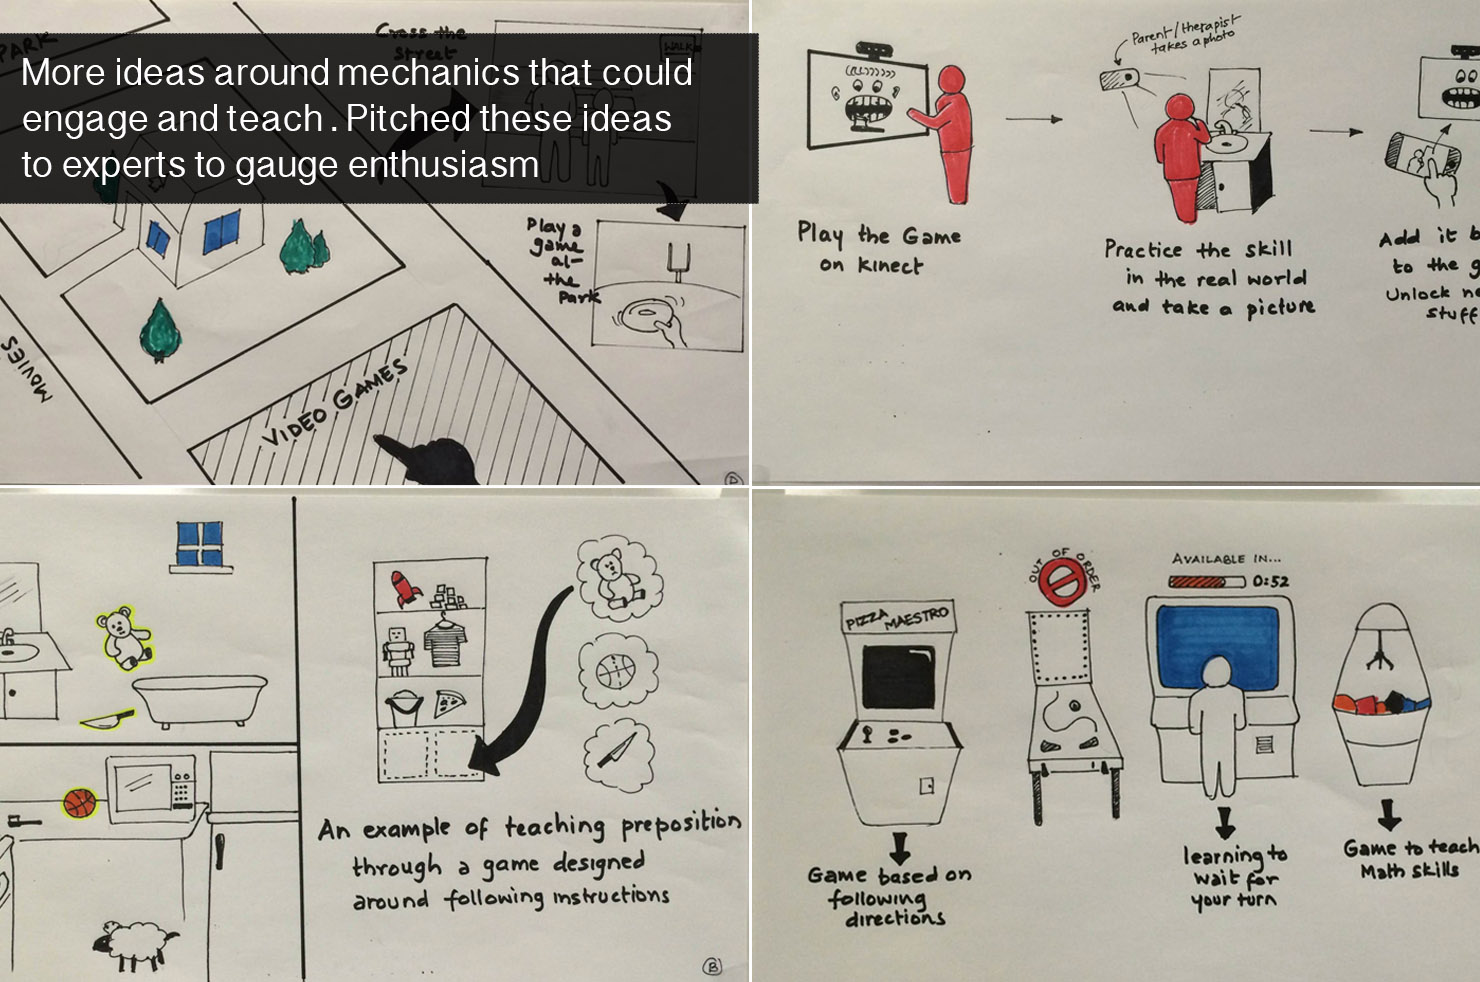 More ideas around mechanics that could
engage and teach . Pitched these ideas
to experts to gauge enthusiasm
PARK
Cross the
street
WALK
Play a
game
at
the
Park
MOVIES
VIDEO GAMES
Parent/therapist
takes a photo
Play the Game
on kinect
Practice the skill
in the real world
and take a picture
Add it b
to the g
Unlock ne
stuff
An example of teaching preposition
through a game designed
around following instructions
B
OUT OF ORDER
AVAILABLE IN...
0:52
PIZZA MAESTRO
Game based on
following
directions
learning to
wait for
your turn
Game to teach
Math skills